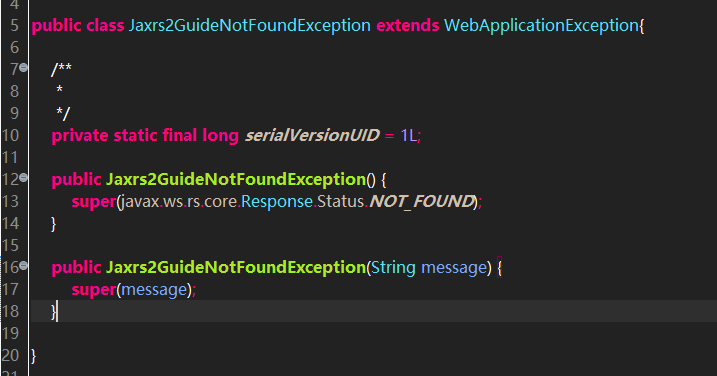 4
5 public class Jaxrs2GuideNotFoundException extends WebApplicationException{
6
7 /**
8 *
9 */
10 private static final long serialVersionUID = 1L;
11
12 public Jaxrs2GuideNotFoundException() {
13 super(javax.ws.rs.core.Response.Status.NOT_FOUND);
14 }
15
16 public Jaxrs2GuideNotFoundException(String message) {
17 super(message);
18 }
19
20 }
21